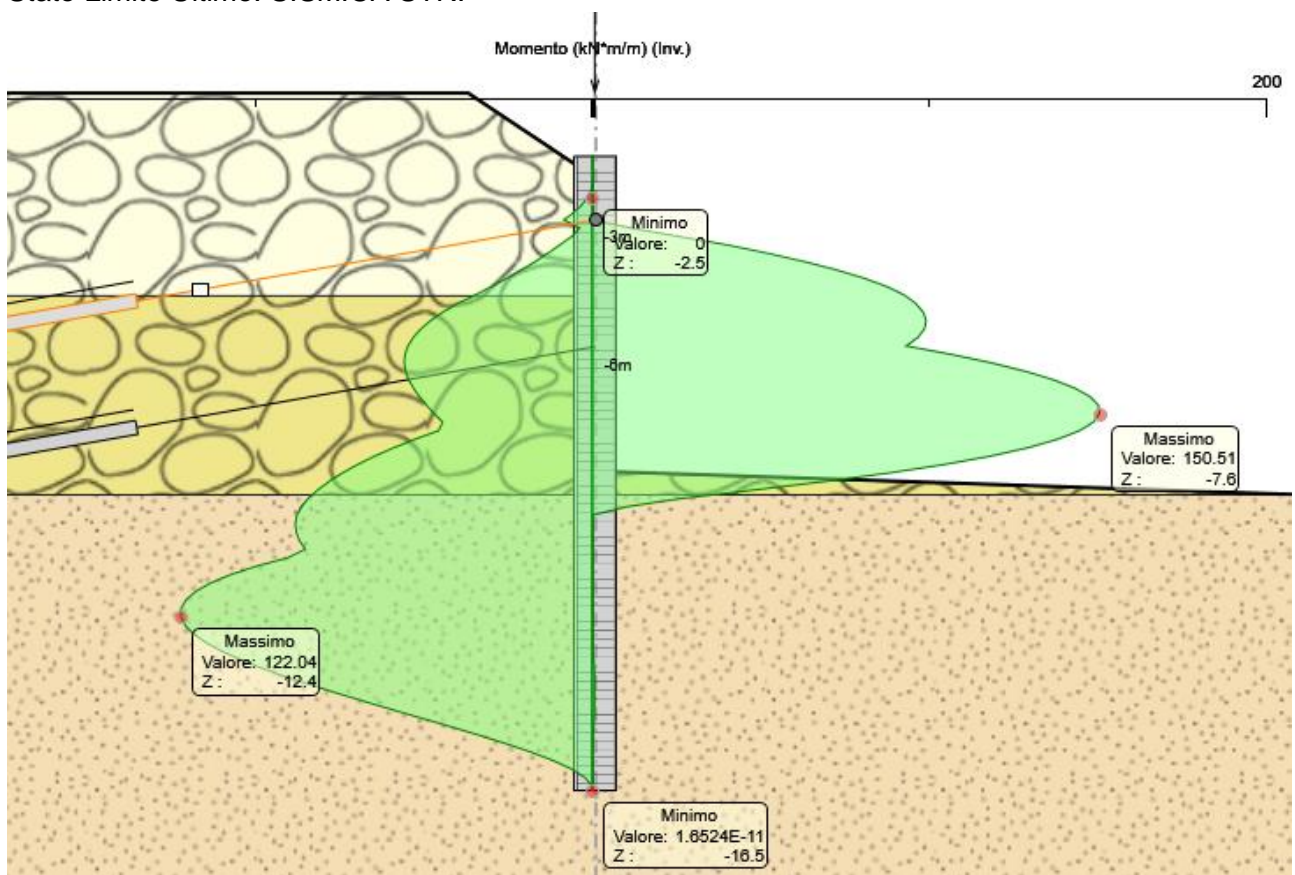 Momento (kN*m/m) (Inv.)
200
Minimo
Valore: 0
Z : -2.5
-3m
-6m
Massimo
Valore: 150.51
Z : -7.6
Massimo
Valore: 122.04
Z : -12.4
Minimo
Valore: 1.6524E-11
Z : -16.5